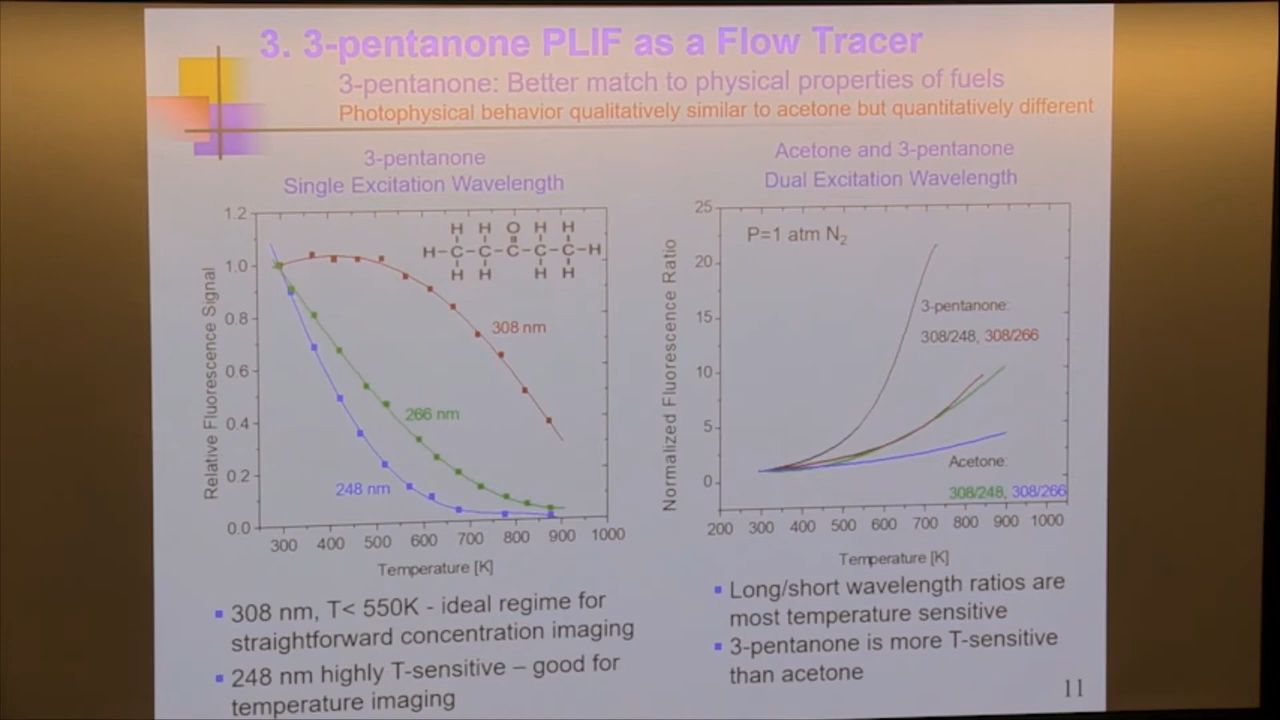 3. 3-pentanone PLIF as a Flow Tracer
3-pentanone: Better match to physical properties of fuels
Photophysical behavior qualitatively similar to acetone but quantitatively different
3-pentanone
Single Excitation Wavelength
Relative Fluorescence Signal
1.2
1.0
0.8
0.6
0.4
0.2
0.0
H H O H H
H-C-C-C-C-C-H
H H H H
308 nm
266 nm
248 nm
300 400 500 600 700 800 900 1000
Temperature [K]
308 nm, T< 550K - ideal regime for
straightforward concentration imaging
248 nm highly T-sensitive – good for
temperature imaging
Acetone and 3-pentanone
Dual Excitation Wavelength
Normalized Fluorescence Ratio
25
20
15
10
5
0
P=1 atm N₂
3-pentanone:
308/248, 308/266
Acetone:
308/248, 308/266
200 300 400 500 600 700 800 900 1000
Temperature [K]
Long/short wavelength ratios are
most temperature sensitive
3-pentanone is more T-sensitive
than acetone
11